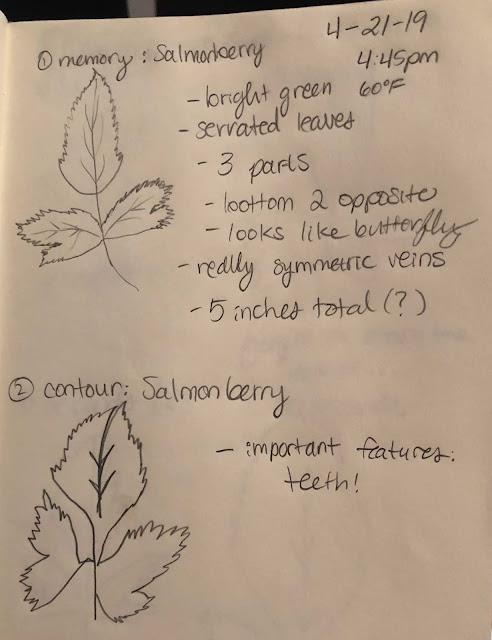 4-21-19
① memory: Salmonberry
4:45pm
60°F
- bright green
- serrated leaves
- 3 parts
- bottom 2 opposite
- looks like butterfly
- really symmetric veins
- 5 inches total (?)
② contour: Salmonberry
- important features:
teeth!